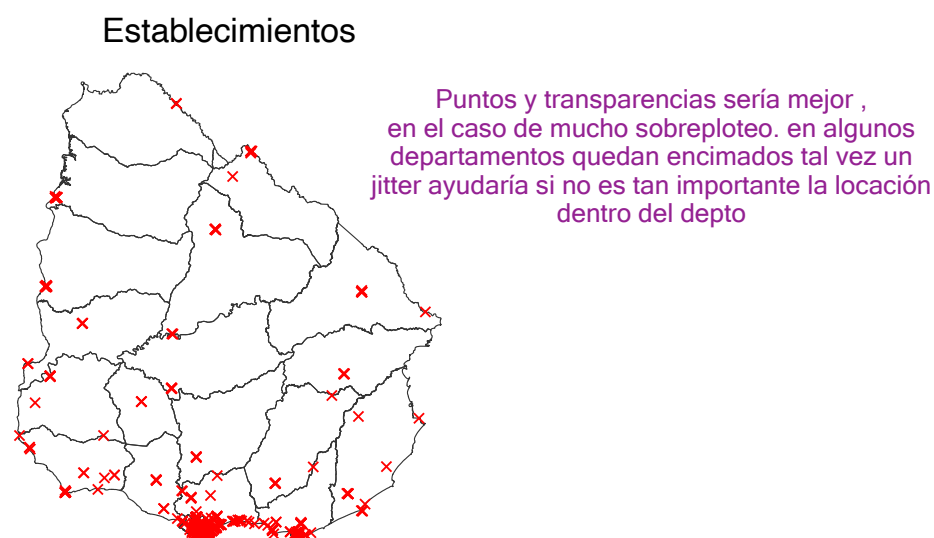 Establecimientos
Puntos y transparencias sería mejor ,
en el caso de mucho sobreploteo. en algunos
departamentos quedan encimados tal vez un
jitter ayudaría si no es tan importante la locación
dentro del depto